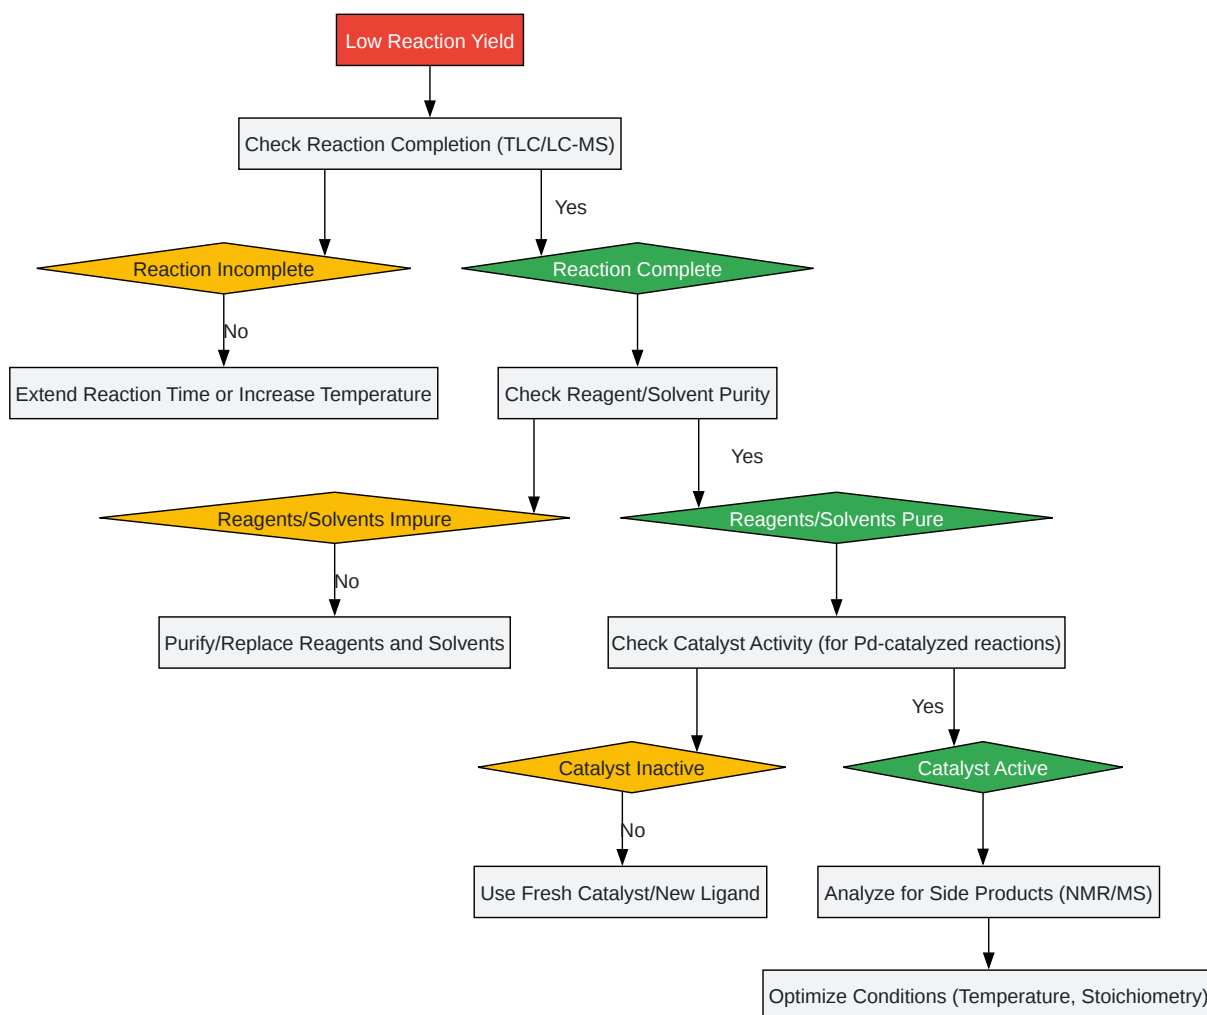 Low Reaction Yield
Check Reaction Completion (TLC/LC-MS)
Yes
Reaction Incomplete
Reaction Complete
No
Extend Reaction Time or Increase Temperature
Check Reagent/Solvent Purity
Yes
Reagents/Solvents Impure
Reagents/Solvents Pure
No
Purify/Replace Reagents and Solvents
Check Catalyst Activity (for Pd-catalyzed reactions)
Yes
Catalyst Inactive
Catalyst Active
No
Use Fresh Catalyst/New Ligand
Analyze for Side Products (NMR/MS)
Optimize Conditions (Temperature, Stoichiometry)